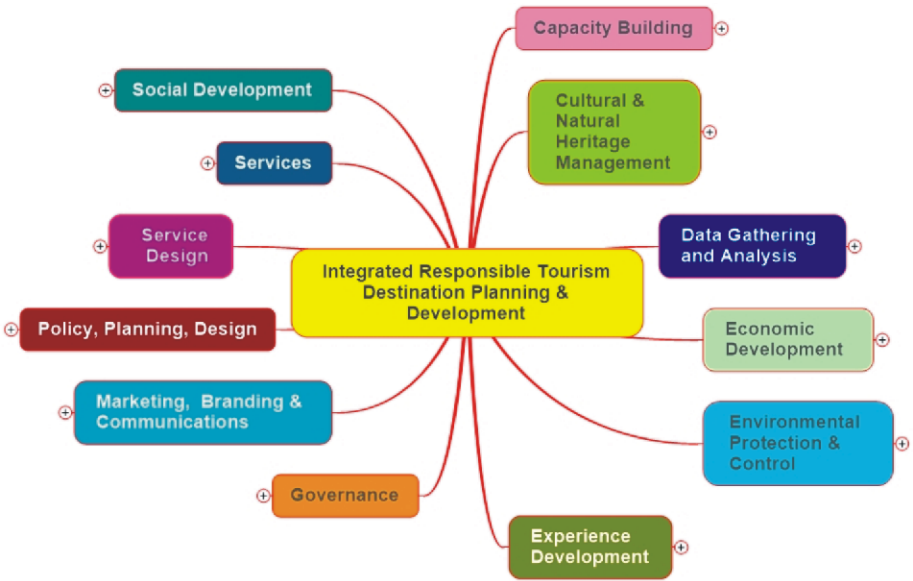 Capacity Building
Cultural &
Natural
Heritage
Management
Data Gathering
and Analysis
Economic
Development
Environmental
Protection &
Control
Experience
Development
Governance
Marketing, Branding &
Communications
Policy, Planning, Design
Service
Design
Services
Social Development
Integrated Responsible Tourism
Destination Planning &
Development